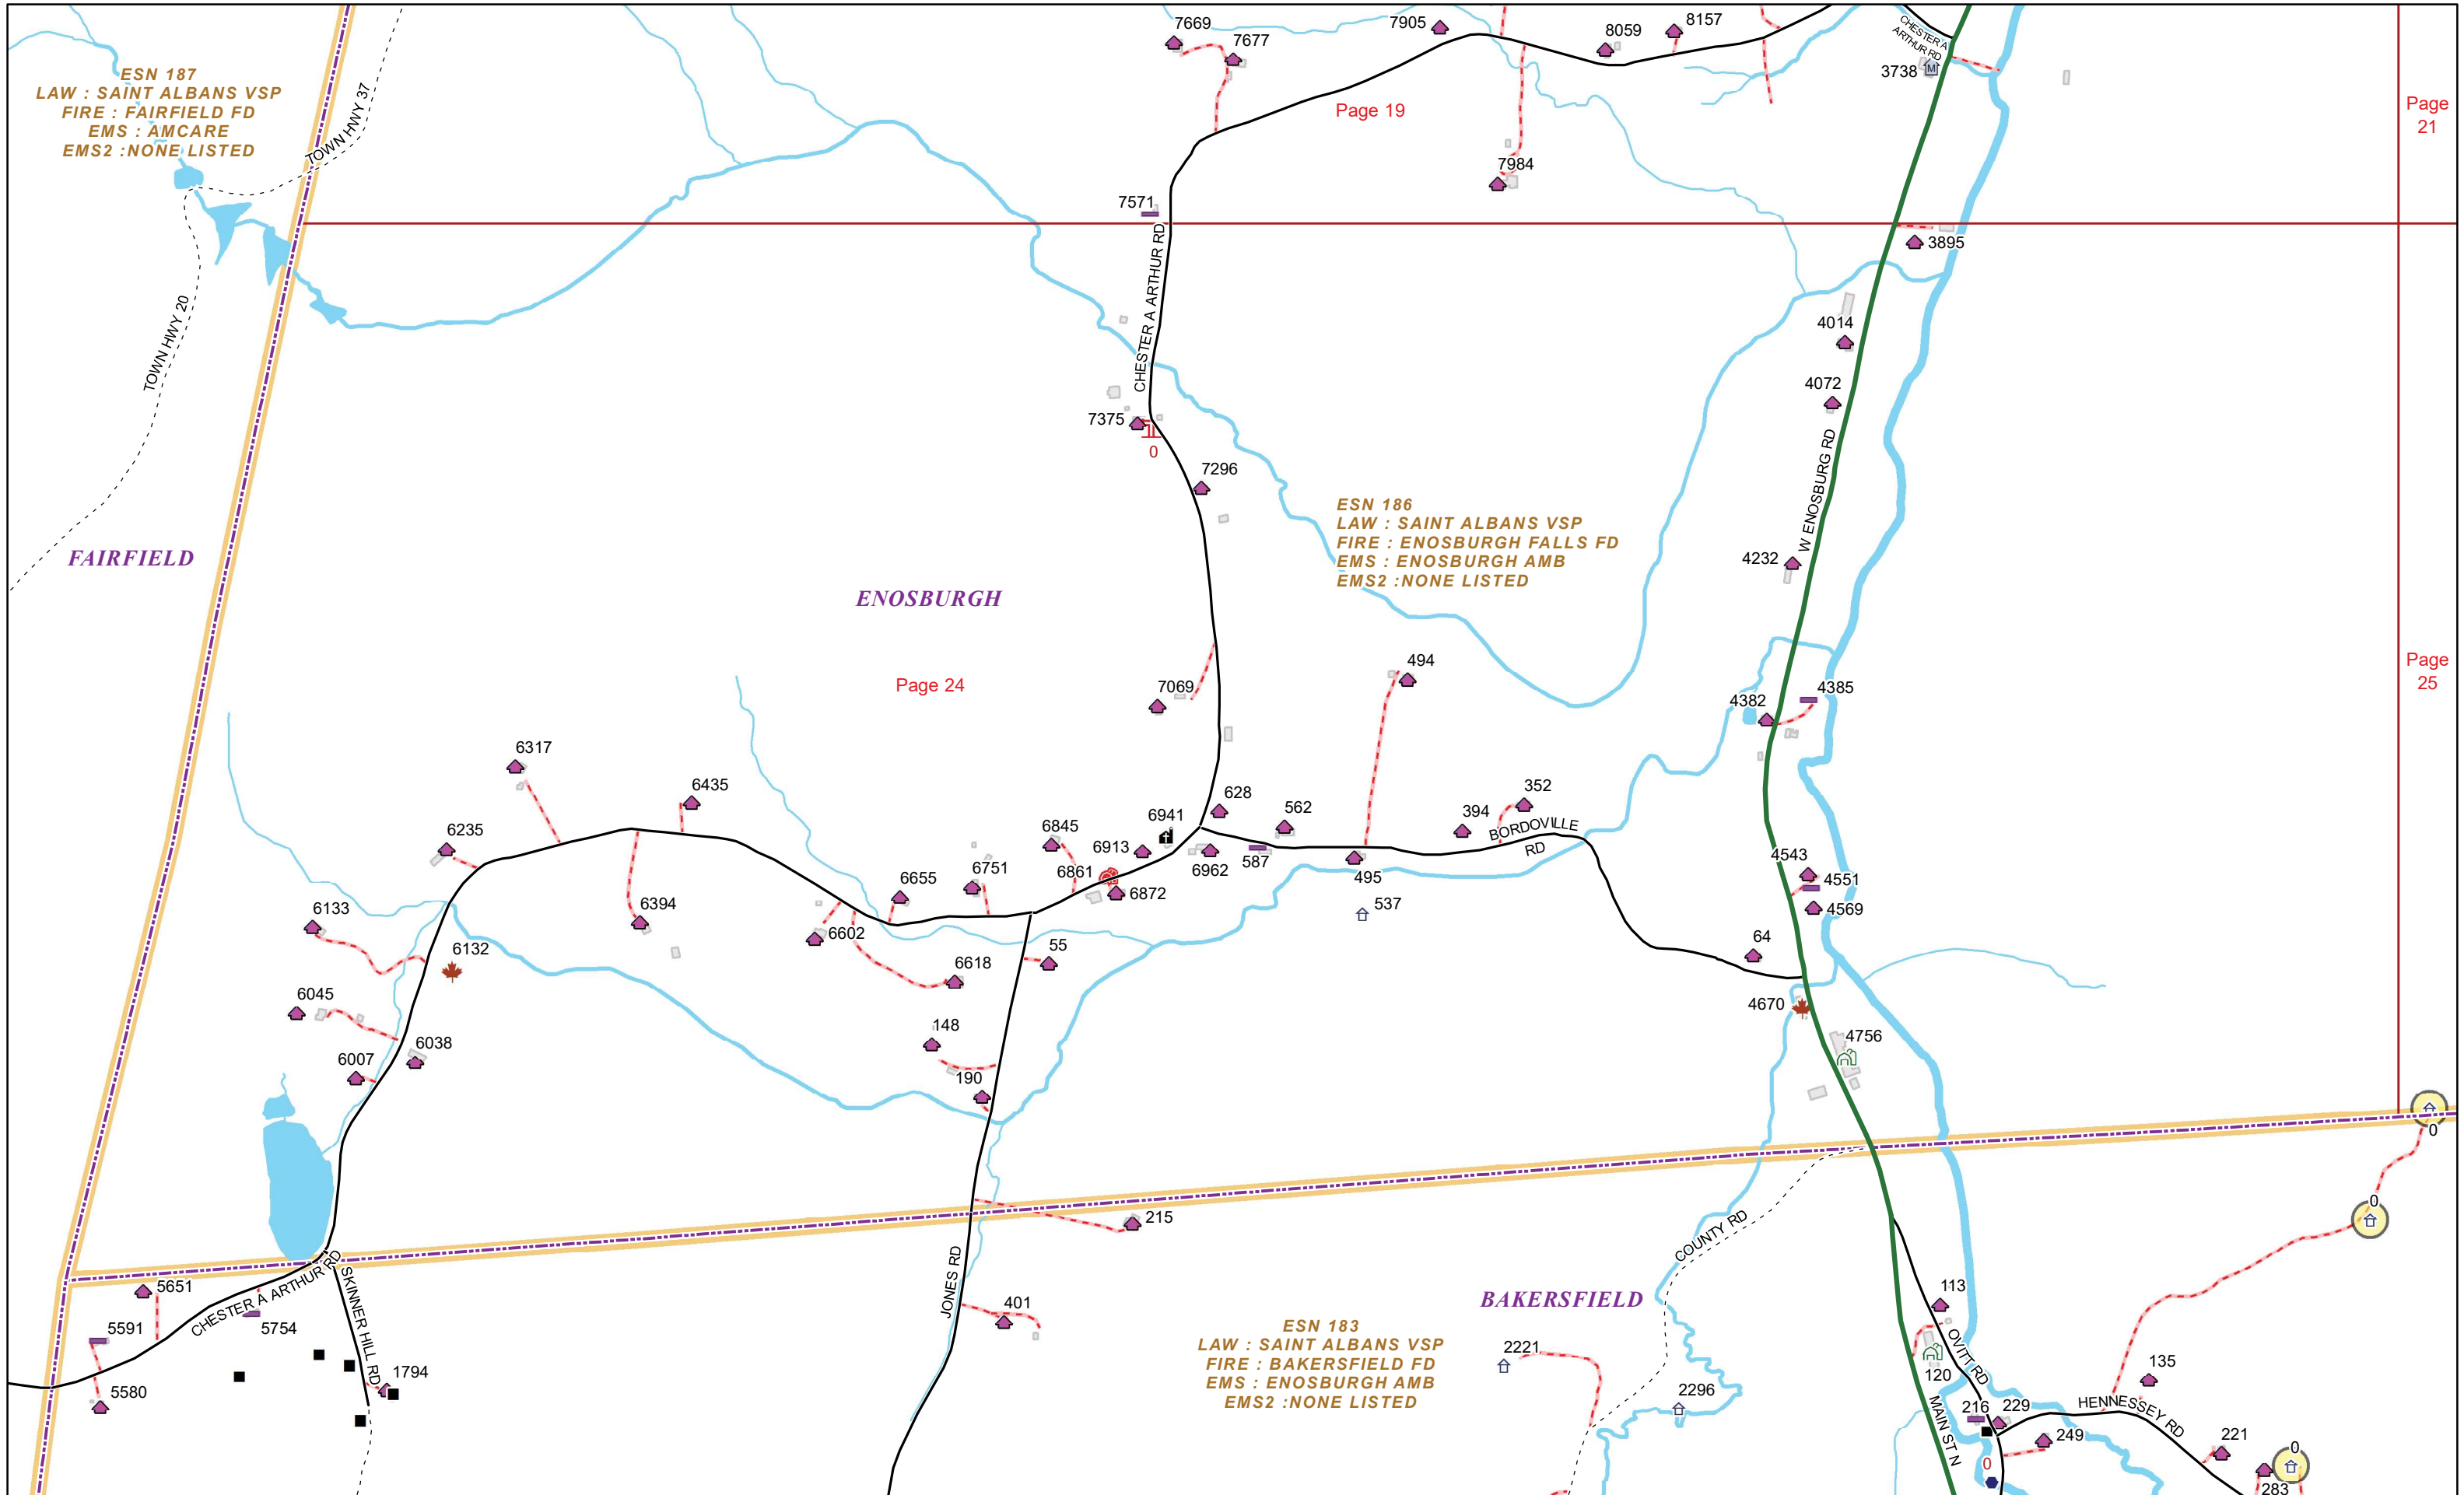 7669
7677
7905
8059
8157
CHESTER A
ARTHUR RD
3738
ESN 187
LAW : SAINT ALBANS VSP
FIRE : FAIRFIELD FD
EMS : AMCARE
EMS2 :NONE LISTED
TOWN HWY 37
Page 19
Page
21
7984
7571
3895
CHESTER A ARTHUR RD
TOWN HWY 20
4014
4072
7375
0
7296
W ENOSBURG RD
ESN 186
LAW : SAINT ALBANS VSP
FIRE : ENOSBURGH FALLS FD
EMS : ENOSBURGH AMB
EMS2 :NONE LISTED
4232
FAIRFIELD
ENOSBURGH
Page 24
Page
25
494
7069
4385
4382
6317
6435
628
562
352
394
6235
6845
6941
6913
BORDOVILLE
RD
6962
587
495
6861
6872
6751
6655
4543
4551
4569
537
6394
6602
6133
6132
64
55
6618
6045
4670
148
6038
4756
6007
190
0
0
215
COUNTY RD
SKINNER HILL RD
CHESTER A ARTHUR RD
5651
5591
5754
JONES RD
401
BAKERSFIELD
113
ESN 183
LAW : SAINT ALBANS VSP
FIRE : BAKERSFIELD FD
EMS : ENOSBURGH AMB
EMS2 :NONE LISTED
2221
OVITT RD
120
135
1794
5580
2296
216
229
HENNESSEY RD
MAIN ST N
249
221
0
0
283
M